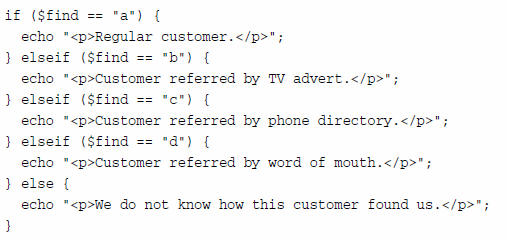 if ($find == "a") {
  echo "<p>Regular customer.</p>";
} elseif ($find == "b") {
  echo "<p>Customer referred by TV advert.</p>";
} elseif ($find == "c") {
  echo "<p>Customer referred by phone directory.</p>";
} elseif ($find == "d") {
  echo "<p>Customer referred by word of mouth.</p>";
} else {
  echo "<p>We do not know how this customer found us.</p>";
}